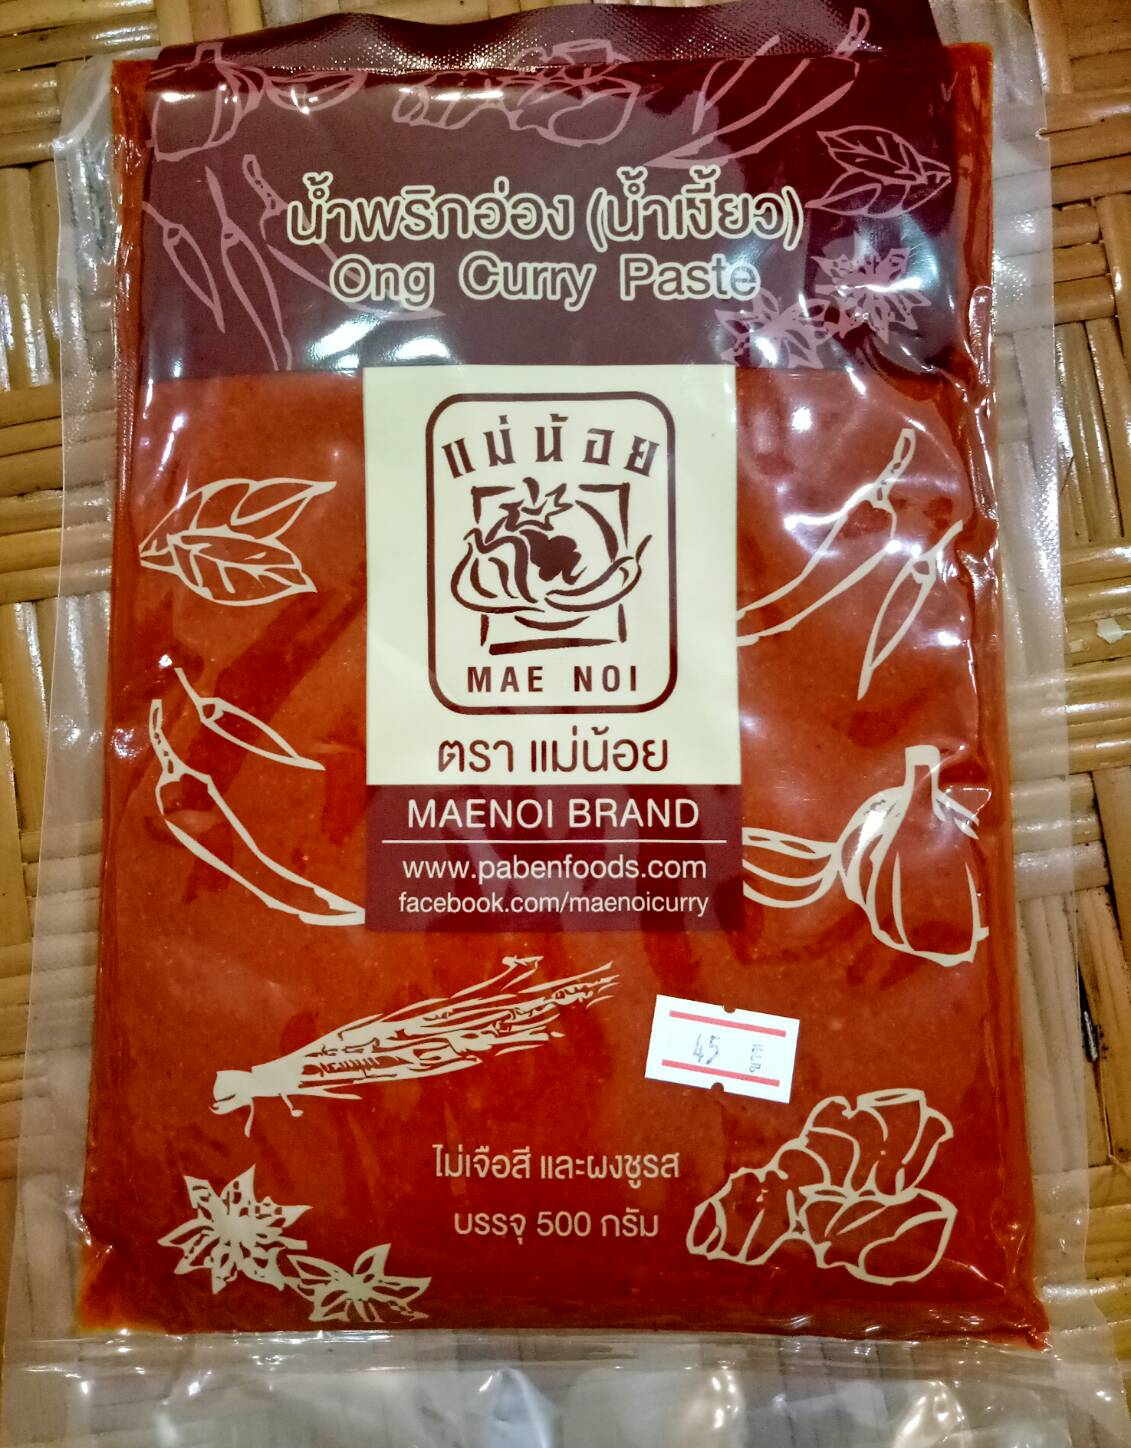 น้ำพริกอ่อง (น้ำเงี้ยว)
Ong Curry Paste
แม่น้อย
MAE NOI
ตรา แม่น้อย
MAENOI BRAND
www.pabenfoods.com
facebook.com/maenoicurry
45 บาท
ไม่เจือสี และผงชูรส
บรรจุ 500 กรัม